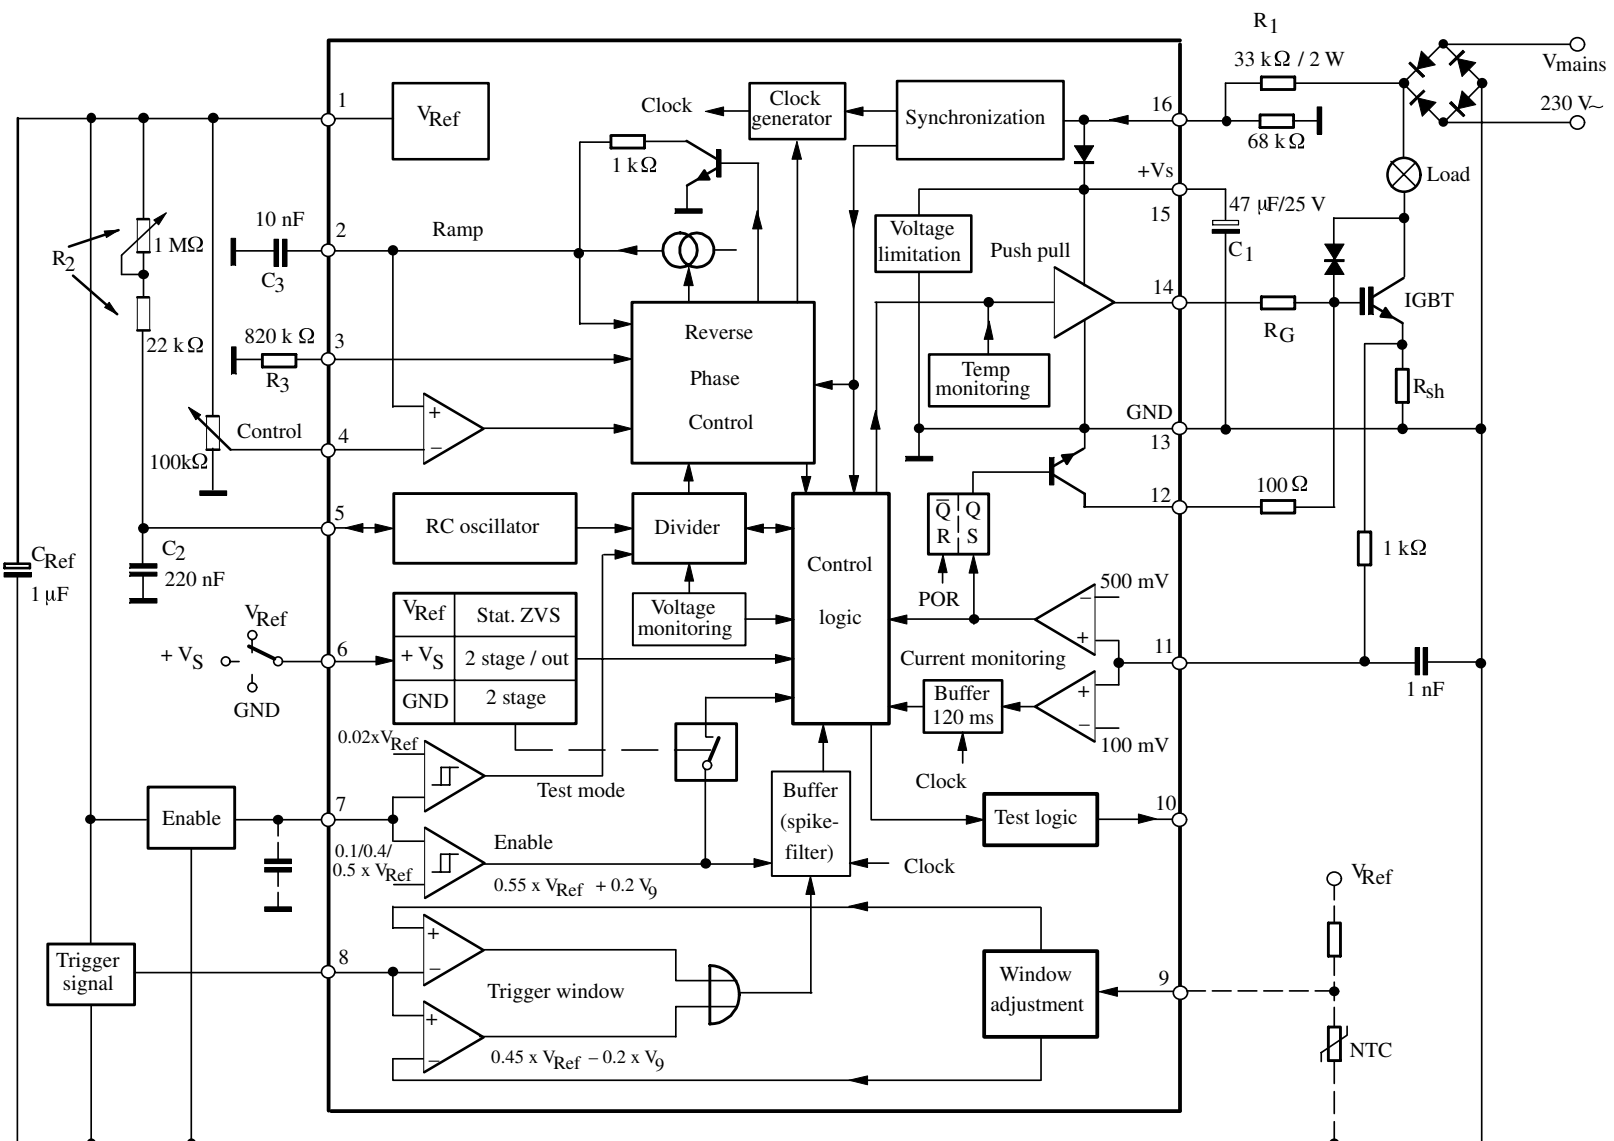 R1
33 kΩ / 2 W
Vmains
230 V~
68 kΩ
1
VRef
Clock
Clock
generator
Synchronization
16
1 kΩ
+Vs
15
Load
10 nF
2
Ramp
C3
R2
1 MΩ
Voltage
limitation
Push pull
47 µF/25 V
C1
14
IGBT
RG
22 kΩ
820 k Ω
3
R3
Reverse
Phase
Control
Temp
monitoring
Rsh
GND
13
Control
4
100kΩ
+
−
5
RC oscillator
Divider
Q Q
R S
POR
12
100 Ω
C2
220 nF
CRef
1 µF
Control
logic
1 kΩ
500 mV
−
+
VRef
+ VS
GND
6
VRef
Stat. ZVS
+ VS
2 stage / out
GND
2 stage
Voltage
monitoring
Current monitoring
11
Buffer
120 ms
+
−
100 mV
1 nF
Clock
0.02xVRef
Test mode
Enable
7
0.1/0.4/
0.5 x VRef
Enable
0.55 x VRef + 0.2 V9
Buffer
(spike-
filter)
Clock
Test logic
10
VRef
Trigger
signal
8
+
−
Trigger window
+
−
0.45 x VRef − 0.2 x V9
Window
adjustment
9
NTC